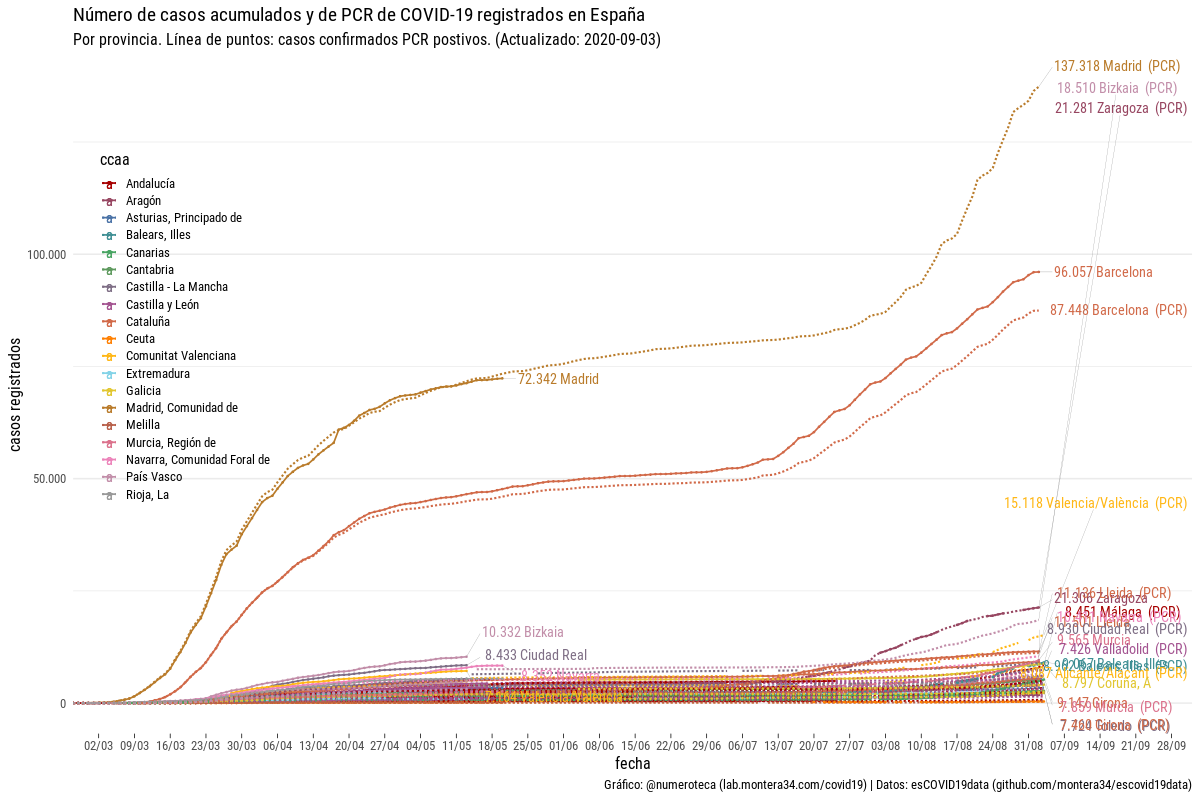 Número de casos acumulados y de PCR de COVID-19 registrados en España
Por provincia. Línea de puntos: casos confirmados PCR postivos. (Actualizado: 2020-09-03)
137.318 Madrid (PCR)
18.510 Bizkaia (PCR)
21.281 Zaragoza (PCR)
ccaa
Andalucía
Aragón
Asturias, Principado de
Balears, Illes
Canarias
Cantabria
Castilla - La Mancha
Castilla y León
Cataluña
Ceuta
Comunitat Valenciana
Extremadura
Galicia
Madrid, Comunidad de
Melilla
Murcia, Región de
Navarra, Comunidad Foral de
País Vasco
Rioja, La
casos registrados
100.000
50.000
0
96.057 Barcelona
87.448 Barcelona (PCR)
72.342 Madrid
15.118 Valencia/València (PCR)
11.136 Lleida (PCR)
21.306 Zaragoza
8.451 Málaga (PCR)
8.930 Ciudad Real (PCR)
10.332 Bizkaia
9.565 Murcia
7.426 Valladolid (PCR)
8.433 Ciudad Real
Balears, Illes
Alicante/Alacant (PCR)
8.797 Coruña, A
9.147 Girona
7.859 Murcia (PCR)
7.724 Toledo (PCR)
02/03 09/03 16/03 23/03 30/03 06/04 13/04 20/04 27/04 04/05 11/05 18/05 25/05 01/06 08/06 15/06 22/06 29/06 06/07 13/07 20/07 27/07 03/08 10/08 17/08 24/08 31/08 07/09 14/09 21/09 28/09
fecha
Gráfico: @numeroteca (lab.montera34.com/covid19) | Datos: esCOVID19data (github.com/montera34/escovid19data)